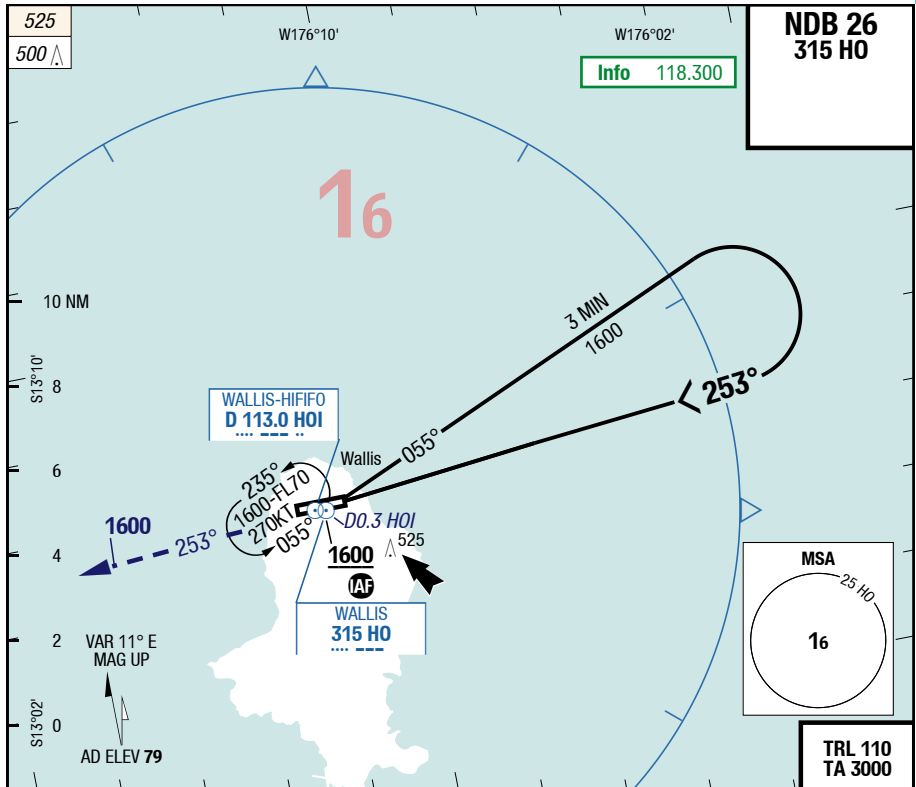 525
500
W176°10'
W176°02'
NDB 26
315 HO
Info 118.300
16
10 NM
3 MIN
1600
S13°10'
8
253°
WALLIS-HIFIFO
D 113.0 HOI
.... --- ..
Wallis
055°
6
235°
1600-FL70
270KT
055°
D0.3 HOI
1600
253°
525
4
1600
IAF
MSA
25 HO
16
WALLIS
315 HO
.... ---
2
VAR 11° E
MAG UP
S13°02'
0
AD ELEV 79
TRL 110
TA 3000